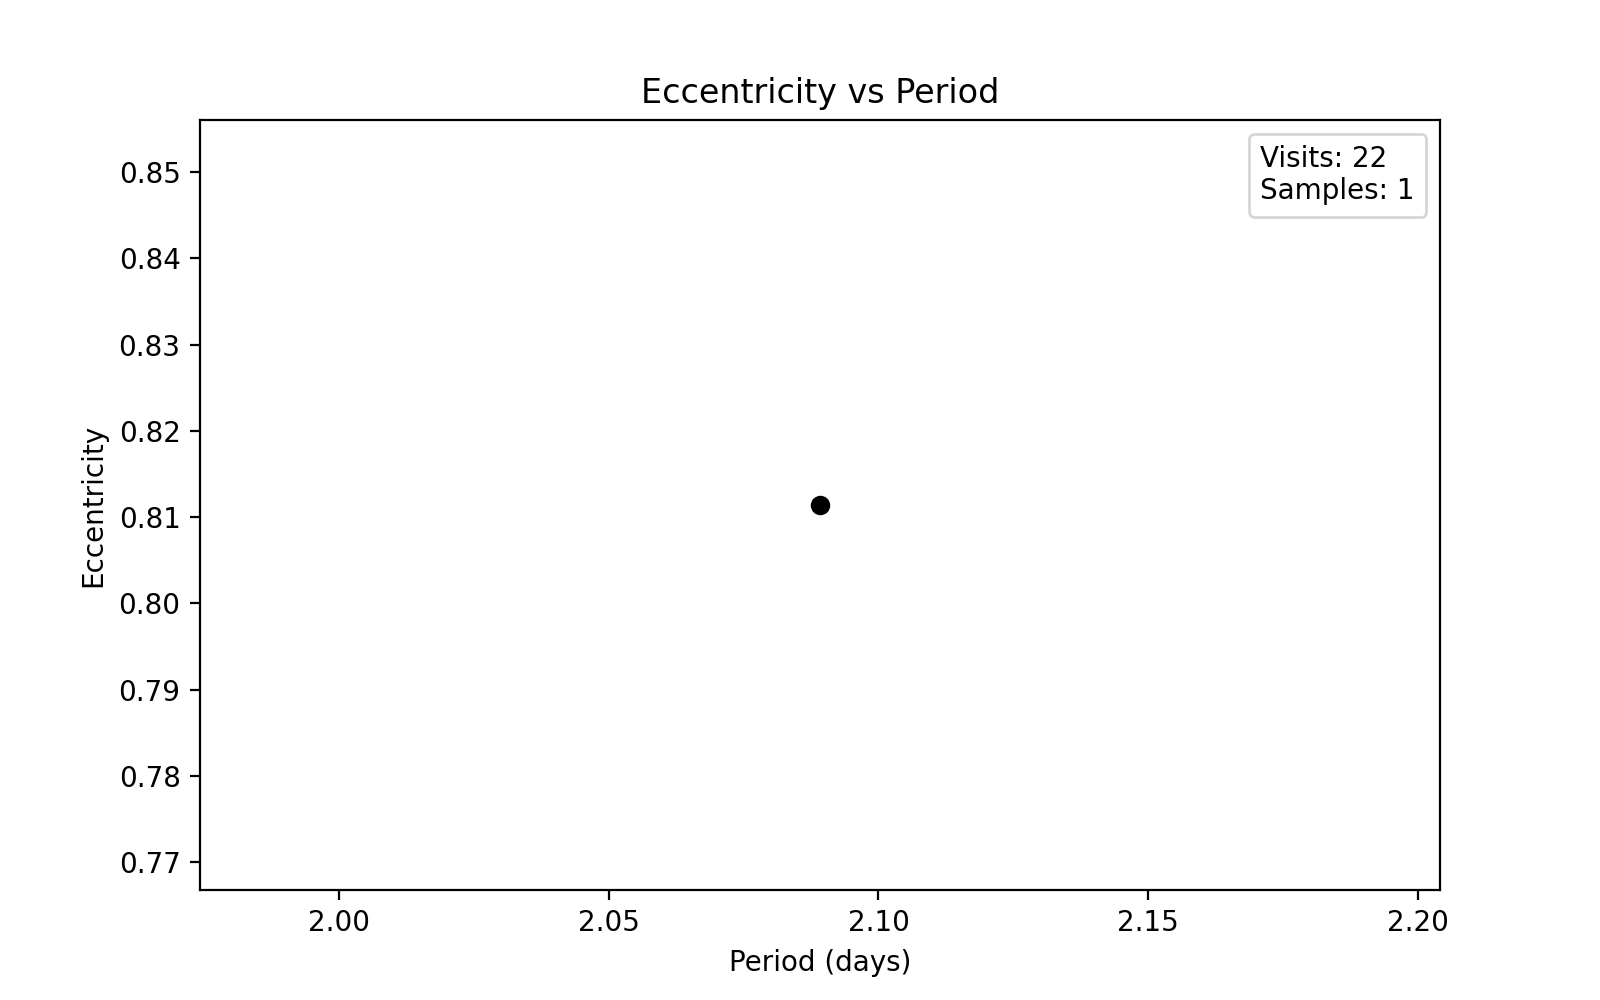 Eccentricity vs Period
Visits: 22
Samples: 1
0.85
0.84
0.83
0.82
0.81
0.80
0.79
0.78
0.77
Eccentricity
2.00 2.05 2.10 2.15 2.20
Period (days)